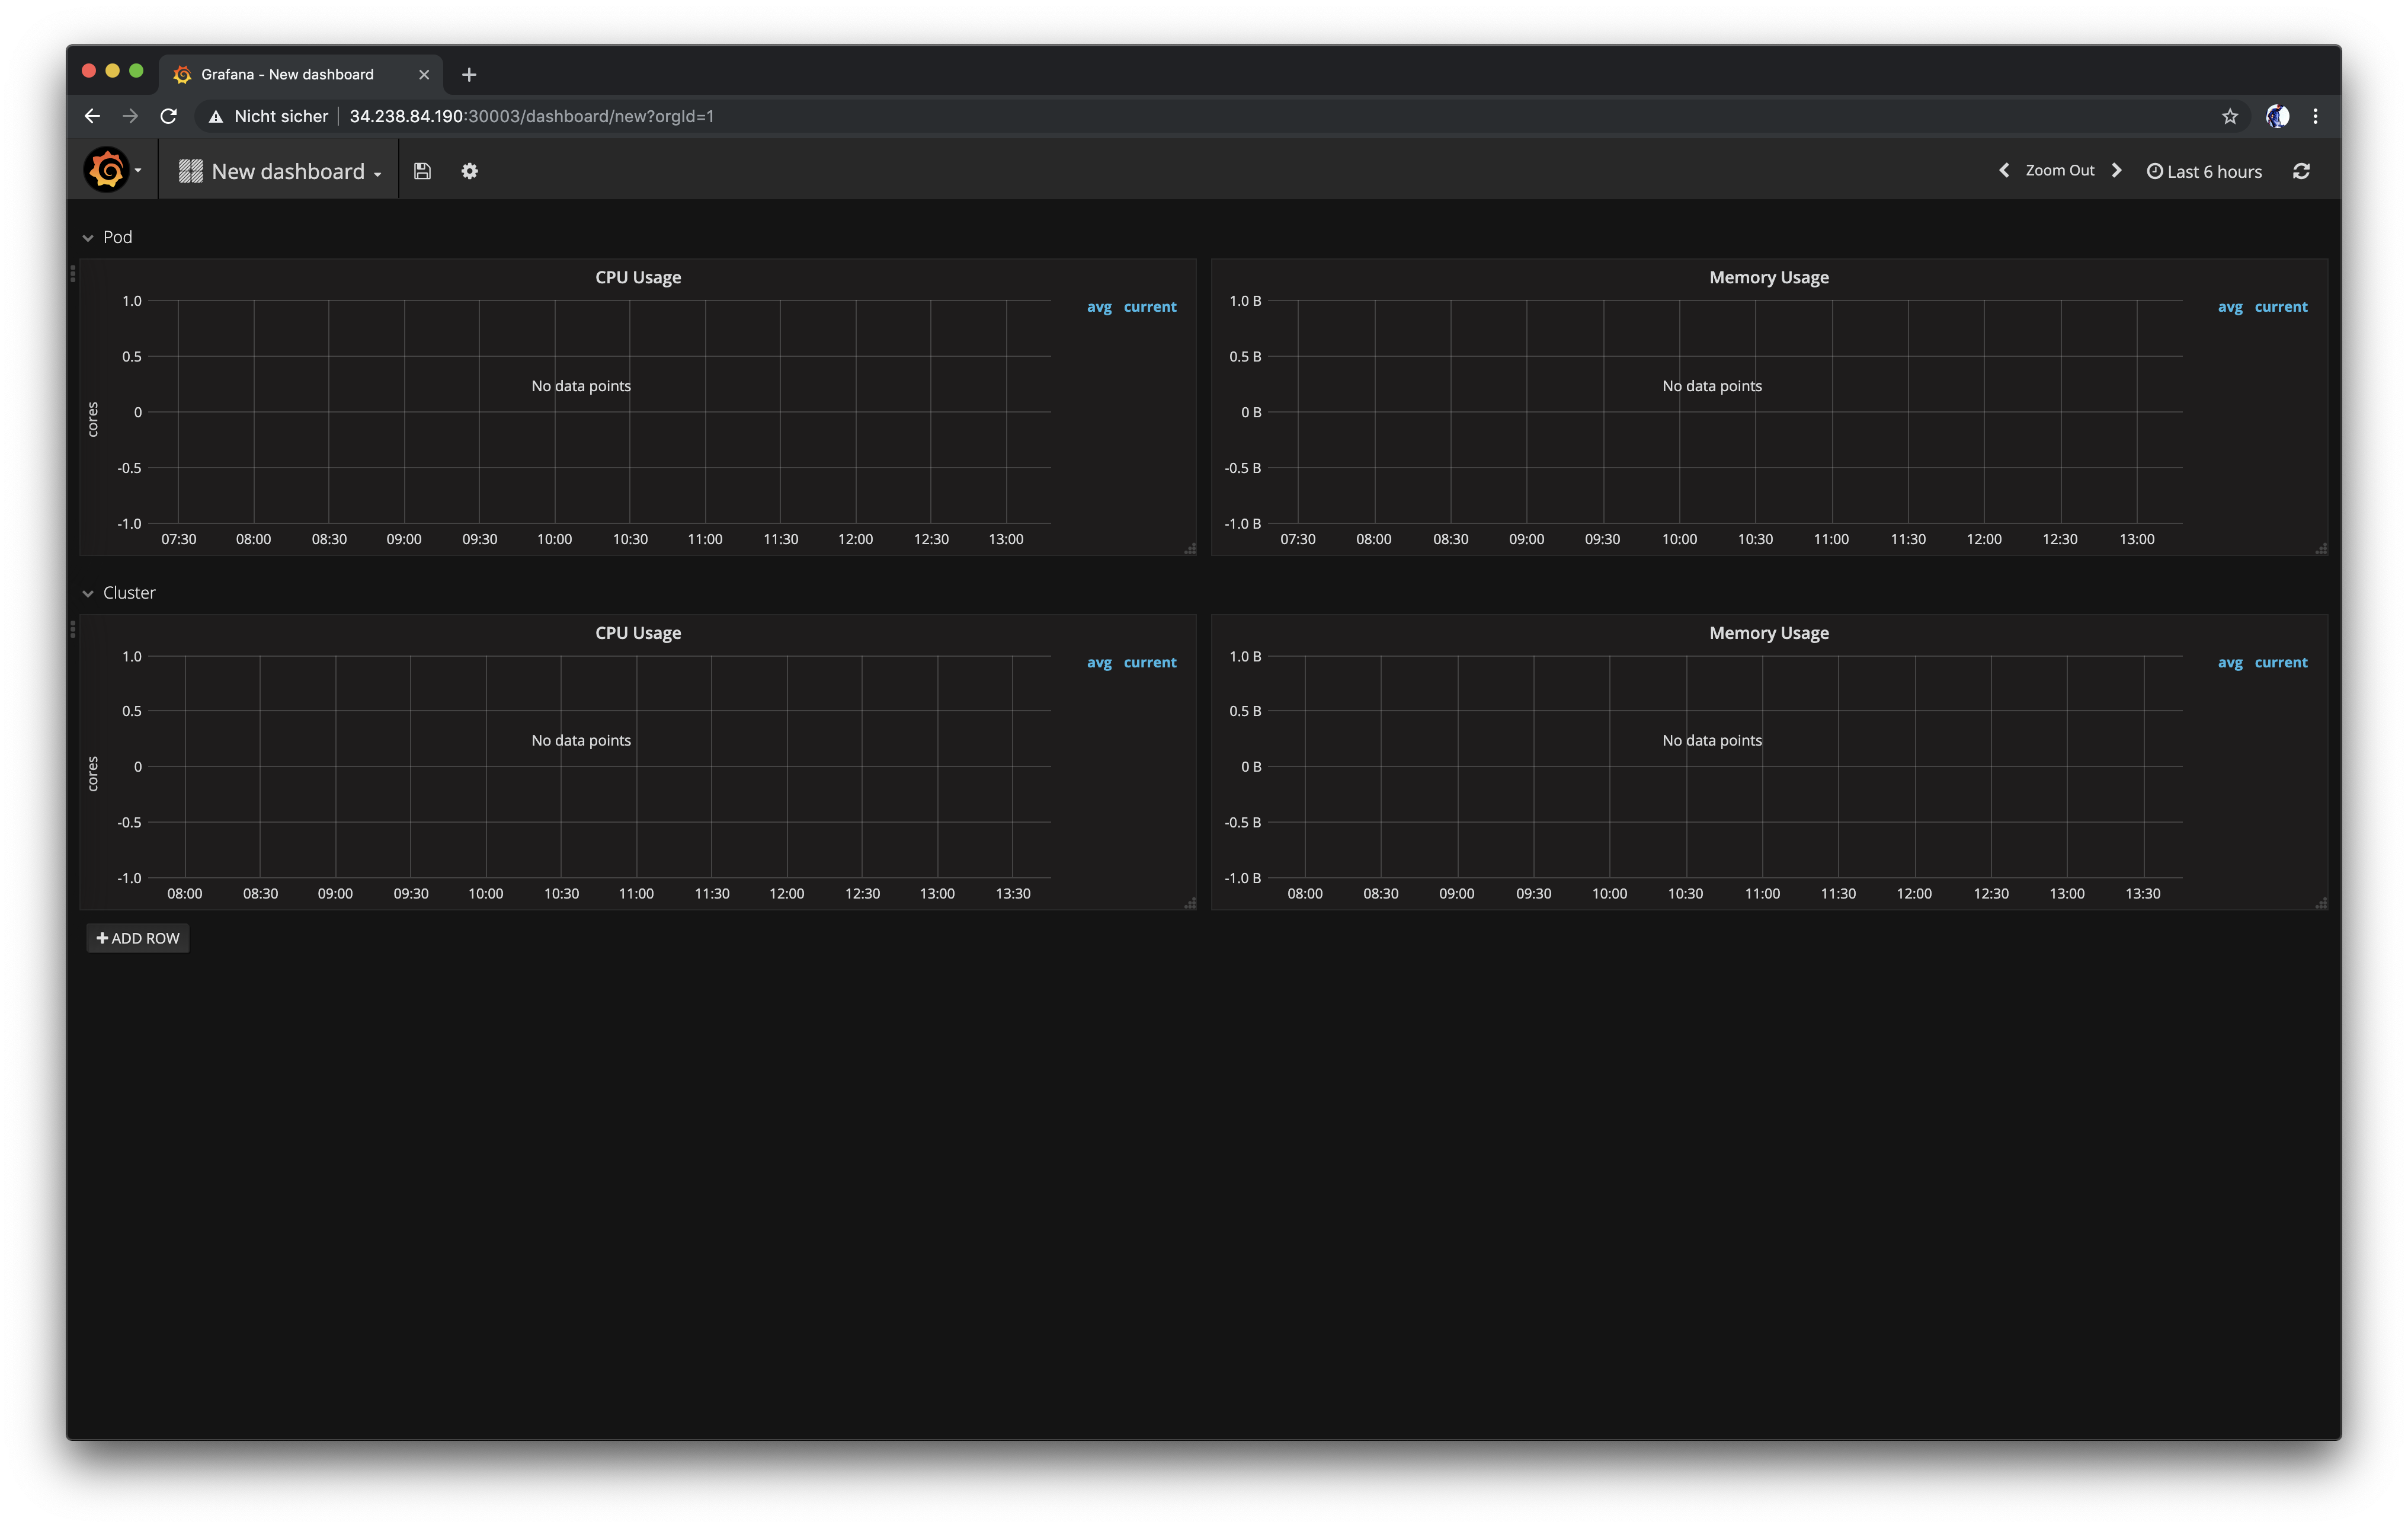 Grafana - New dashboard
Nicht sicher 34.238.84.190:30003/dashboard/new?orgId=1
New dashboard Zoom Out Last 6 hours
Pod
CPU Usage
avg current
1.0
0.5
0
-0.5
-1.0
cores
No data points
07:30 08:00 08:30 09:00 09:30 10:00 10:30 11:00 11:30 12:00 12:30 13:00
Memory Usage
avg current
1.0 B
0.5 B
0 B
-0.5 B
-1.0 B
No data points
07:30 08:00 08:30 09:00 09:30 10:00 10:30 11:00 11:30 12:00 12:30 13:00
Cluster
CPU Usage
avg current
1.0
0.5
0
-0.5
-1.0
cores
No data points
08:00 08:30 09:00 09:30 10:00 10:30 11:00 11:30 12:00 12:30 13:00 13:30
Memory Usage
avg current
1.0 B
0.5 B
0 B
-0.5 B
-1.0 B
No data points
08:00 08:30 09:00 09:30 10:00 10:30 11:00 11:30 12:00 12:30 13:00 13:30
ADD ROW